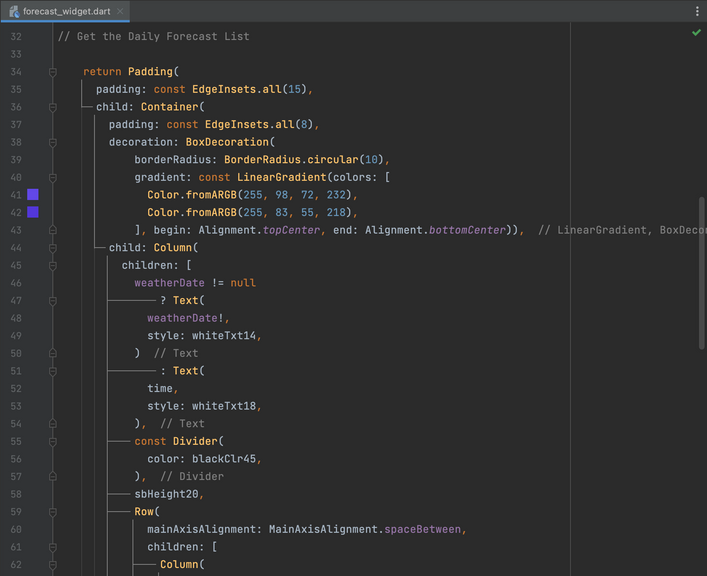 forecast_widget.dart
32 // Get the Daily Forecast List
33
34 return Padding(
35 padding: const EdgeInsets.all(15),
36 child: Container(
37 padding: const EdgeInsets.all(8),
38 decoration: BoxDecoration(
39 borderRadius: BorderRadius.circular(10),
40 gradient: const LinearGradient(colors: [
41 Color.fromARGB(255, 98, 72, 232),
42 Color.fromARGB(255, 83, 55, 218),
43 ], begin: Alignment.topCenter, end: Alignment.bottomCenter)), // LinearGradient, BoxDecor
44 child: Column(
45 children: [
46 weatherDate != null
47 ? Text(
48 weatherDate!,
49 style: whiteTxt14,
50 ) // Text
51 : Text(
52 time,
53 style: whiteTxt18,
54 ), // Text
55 const Divider(
56 color: blackClr45,
57 ), // Divider
58 sbHeight20,
59 Row(
60 mainAxisAlignment: MainAxisAlignment.spaceBetween,
61 children: [
62 Column(